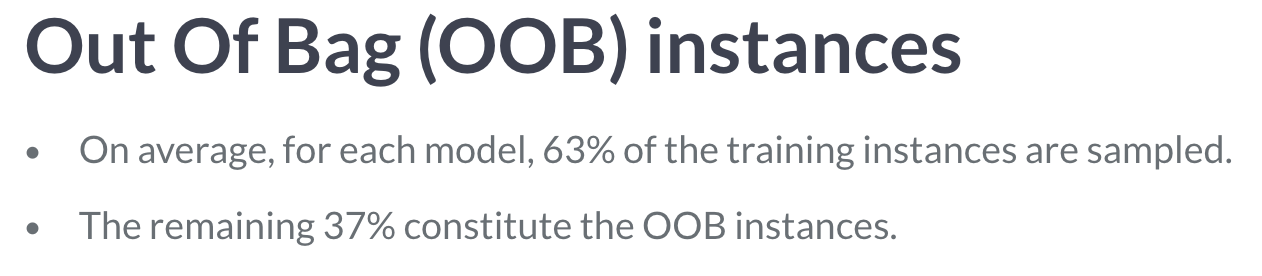 Out Of Bag (OOB) instances
• On average, for each model, 63% of the training instances are sampled.
• The remaining 37% constitute the OOB instances.